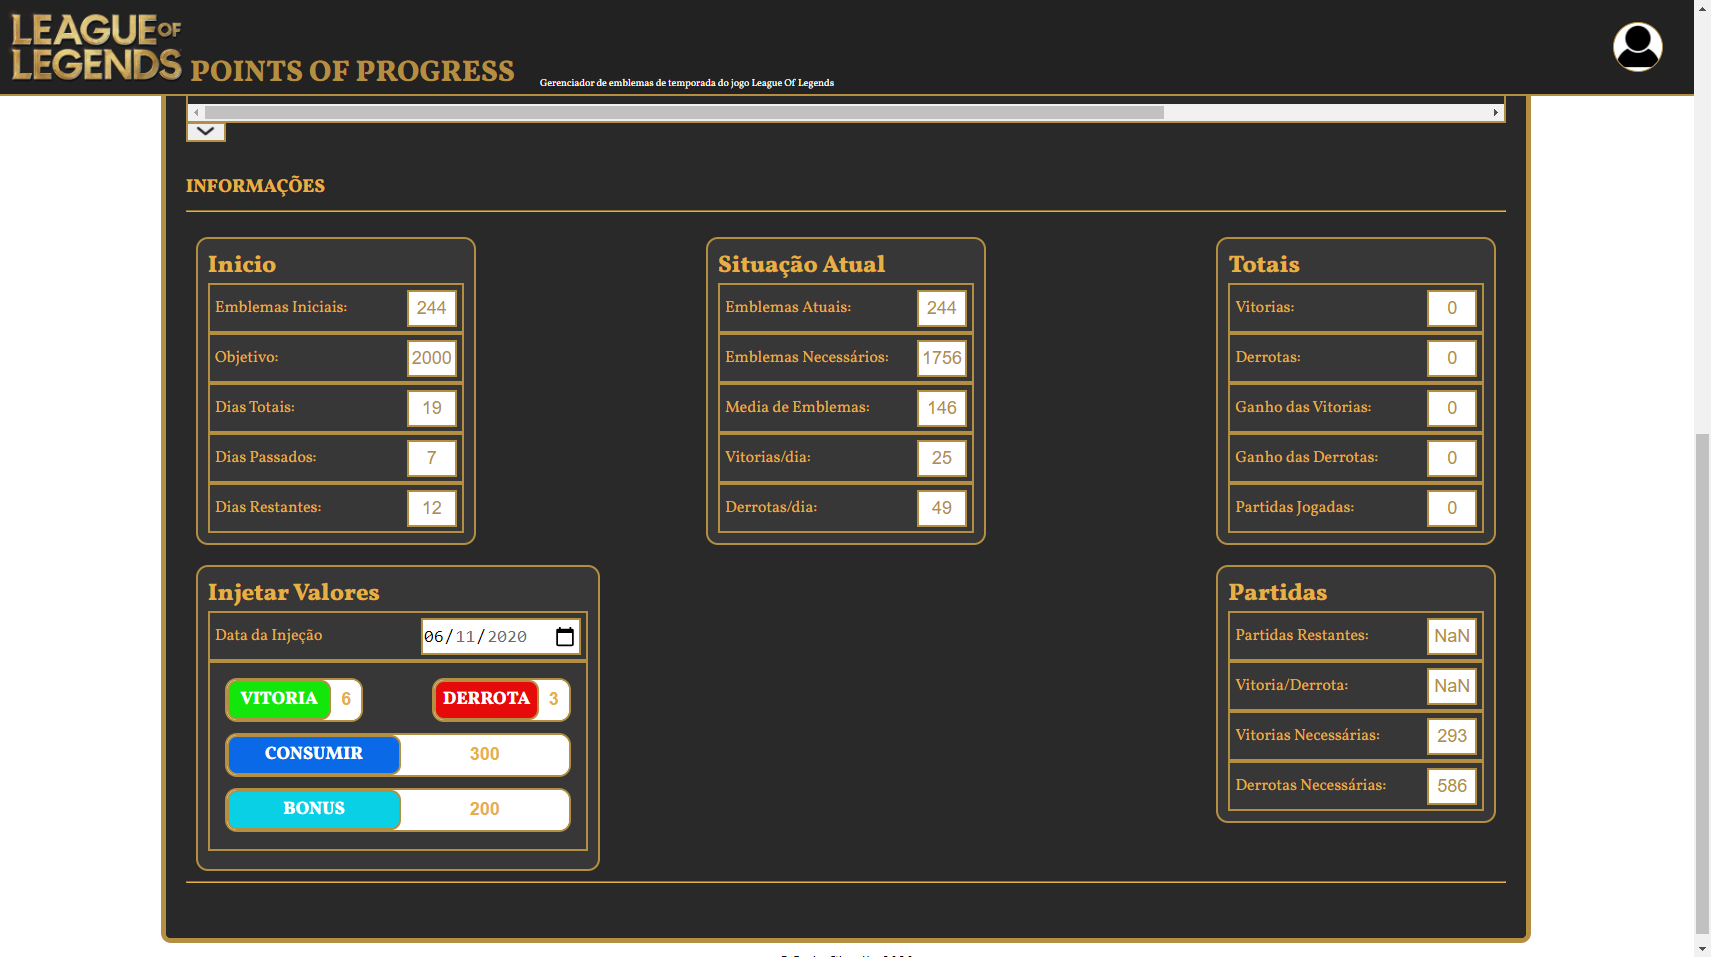 LEAGUE OF
LEGENDS
POINTS OF PROGRESS
Gerenciador de emblemas de temporada do jogo League Of Legends
INFORMAÇÕES
Inicio
Emblemas Iniciais: 244
Objetivo: 2000
Dias Totais: 19
Dias Passados: 7
Dias Restantes: 12
Situação Atual
Emblemas Atuais: 244
Emblemas Necessários: 1756
Media de Emblemas: 146
Vitorias/dia: 25
Derrotas/dia: 49
Totais
Vitorias: 0
Derrotas: 0
Ganho das Vitorias: 0
Ganho das Derrotas: 0
Partidas Jogadas: 0
Injetar Valores
Data da Injeção 06/11/2020
VITORIA 6 DERROTA 3
CONSUMIR 300
BONUS 200
Partidas
Partidas Restantes: NaN
Vitoria/Derrota: NaN
Vitorias Necessárias: 293
Derrotas Necessárias: 586